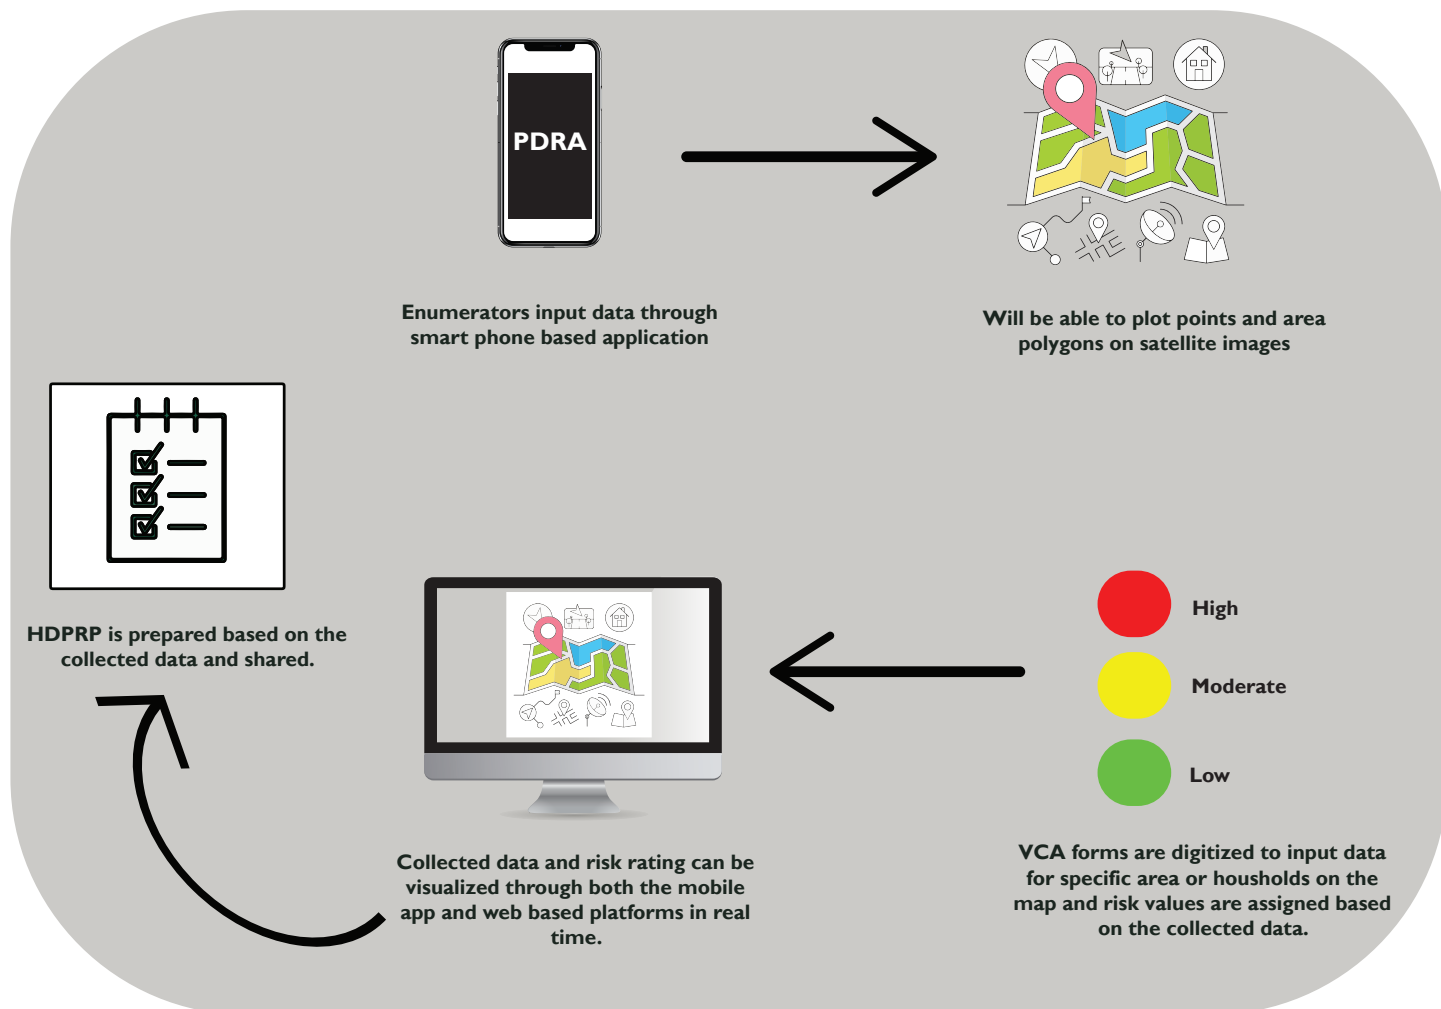 PDRA
Enumerators input data through
smart phone based application
Will be able to plot points and area
polygons on satellite images
High
Moderate
Low
VCA forms are digitized to input data
for specific area or housholds on the
map and risk values are assigned based
on the collected data.
Collected data and risk rating can be
visualized through both the mobile
app and web based platforms in real
time.
HDPRP is prepared based on the
collected data and shared.